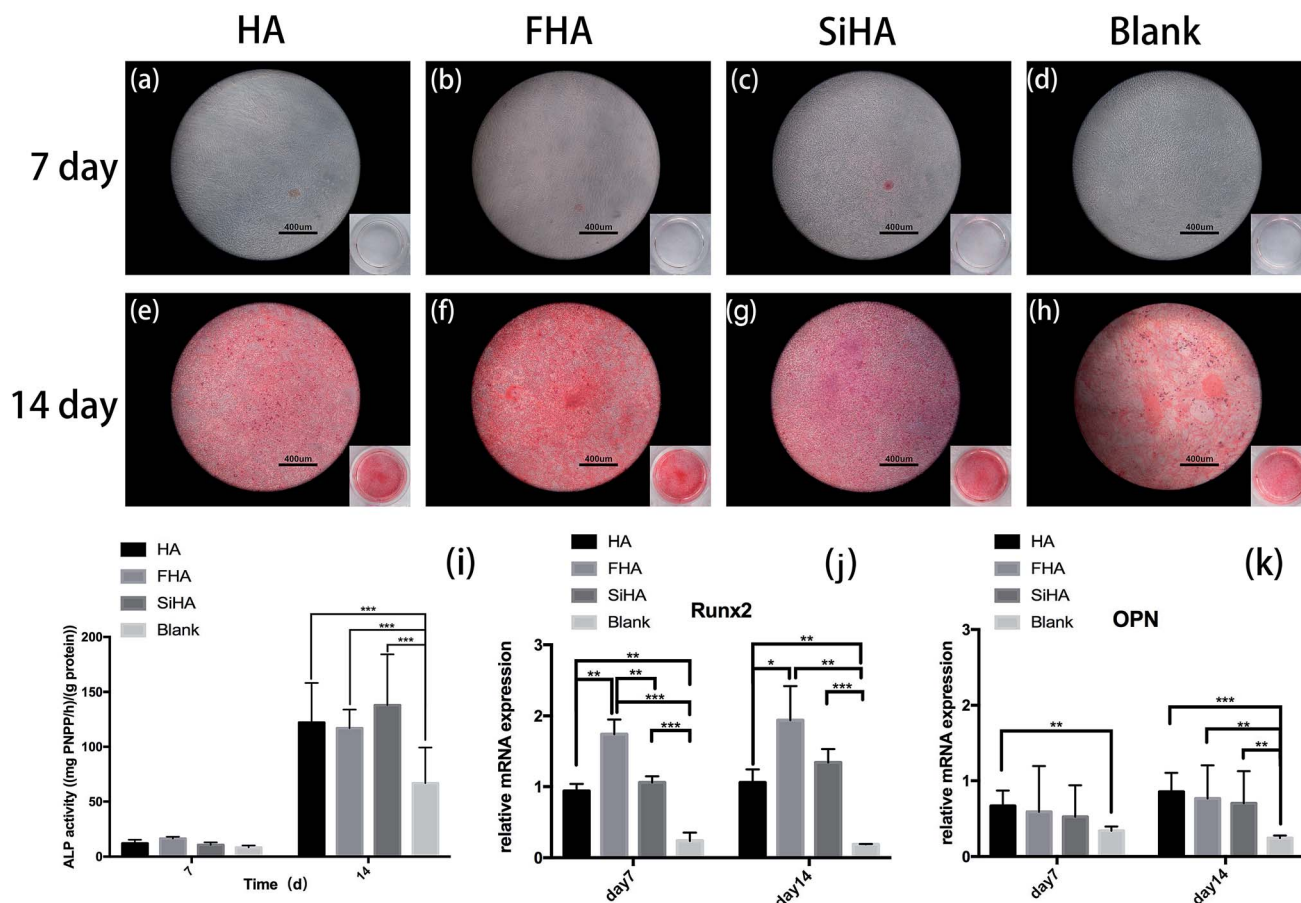 HA FHA SiHA Blank
7 day
(a) (b) (c) (d)
400um 400um 400um 400um
14 day
(e) (f) (g) (h)
400um 400um 400um 400um
HA
FHA
SiHA
Blank
(i)
ALP activity ((mg PNPP/h)/(g protein))
200
150
100
50
0
*** *** ***
7 14
Time (d)
HA
FHA
SiHA
Blank
(j)
Runx2
relative mRNA expression
3
2
1
0
** ** ** *** ***
** * ** ***
day7 day14
HA
FHA
SiHA
Blank
(k)
OPN
relative mRNA expression
3
2
1
0
** *** ** **
day7 day14